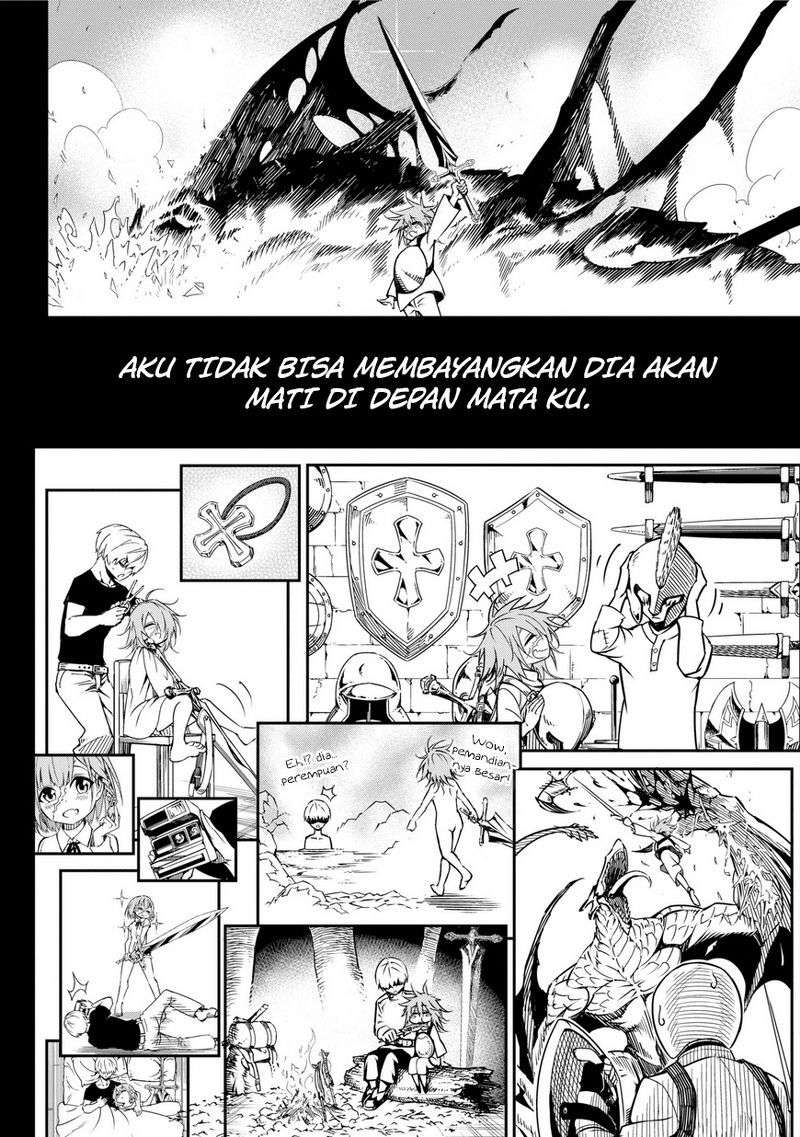 AKU TIDAK BISA MEMBAYANGKAN DIA AKAN
MATI DI DEPAN MATA KU.
Eh!? dia..
perempuan?
Wow,
pemandian-
nya besar!